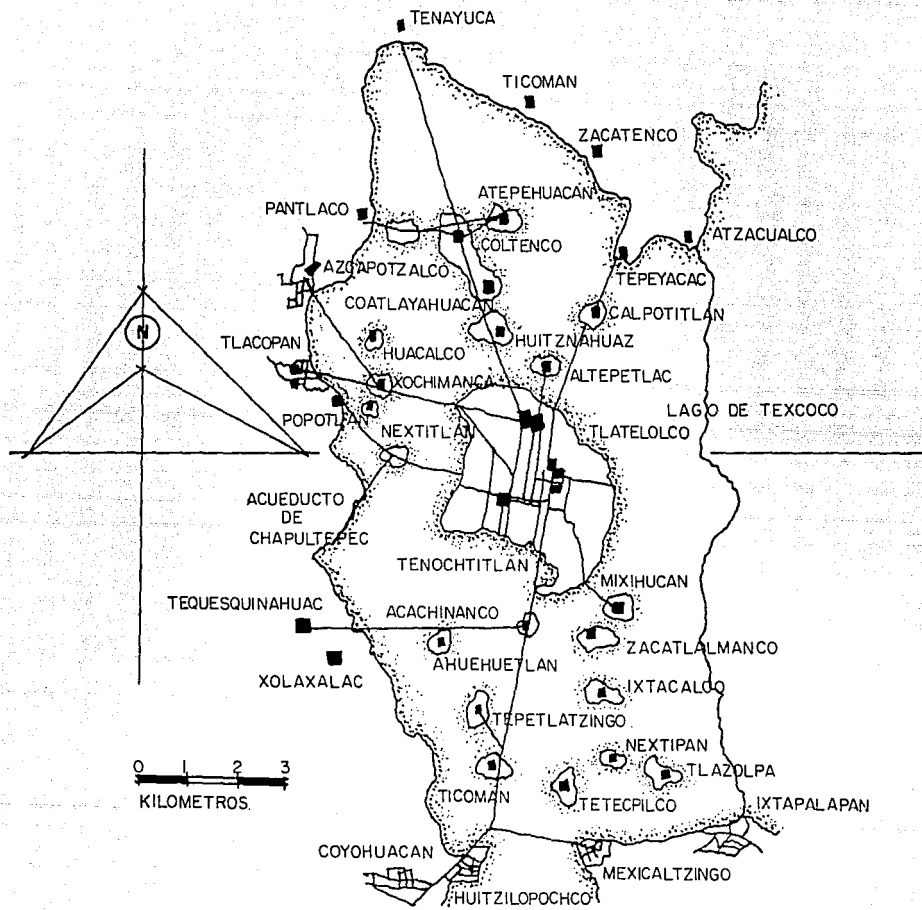 TENAYUCA
TICOMAN
ZACATENCO
ATEPEHUACAN
PANTLACO
COLTENCO
ATZACUALCO
AZCAPOTZALCO
TEPEYACAC
COATLAYAHUACAN
CALPOTITLAN
N
TLACOPAN
HUACALCO
HUITZNAHUAZ
XOCHIMANCA
ALTEPETLAC
POPOTLAN
LAGO DE TEXCOCO
NEXTITLAN
TLATELOLCO
ACUEDUCTO
DE
CHAPULTEPEC
TENOCHTITLAN
MIXIHUCAN
TEQUESQUINAHUAC
ACACHINANCO
ZACATLALMANCO
AHUEHUETLAN
XOLAXALAC
IXTACALCO
TEPETLATZINGO
NEXTIPAN
TLAZOLPA
0 1 2 3
KILOMETROS.
TICOMAN
TETECPILCO
IXTAPALAPAN
COYOHUACAN
MEXICALTZINGO
HUITZILOPOCHCO